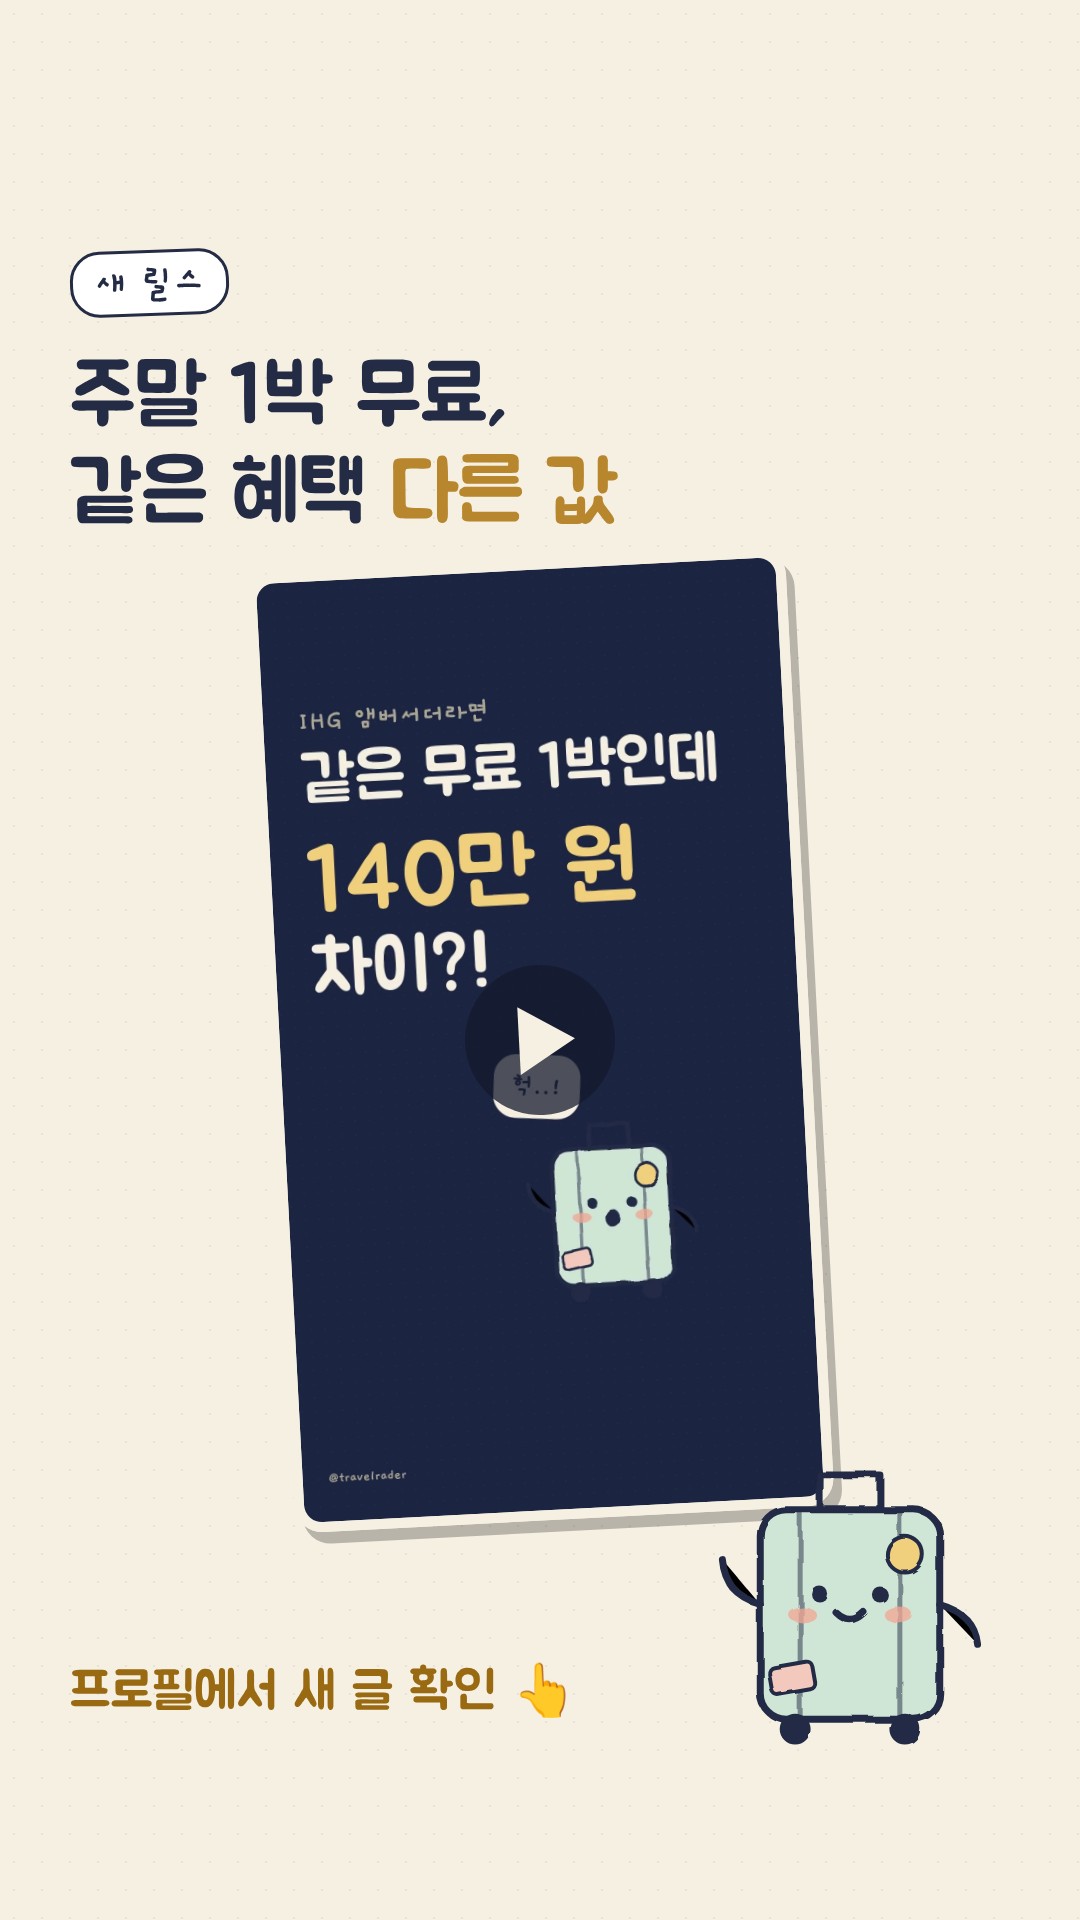 새 릴스
주말 1박 무료,
같은 혜택 다른 값
IHG 앰버서더라면
같은 무료 1박인데
140만 원
차이?!
헉..!
@travelrader
프로필에서 새 글 확인 👆